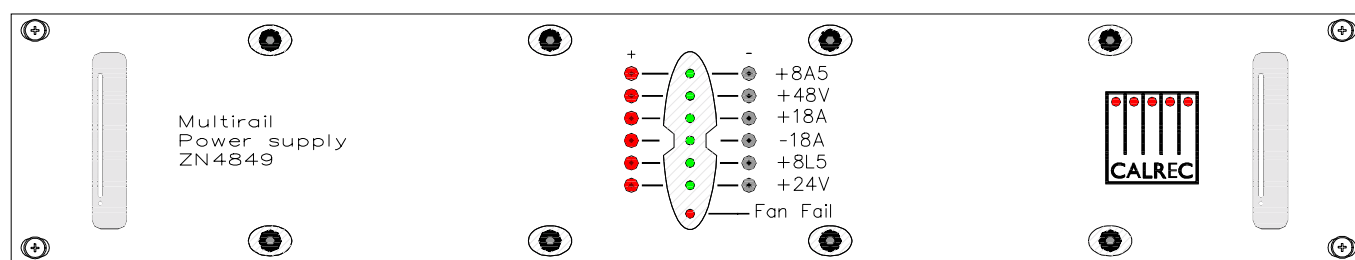 + -
+8A5
+48V
+18A
-18A
+8L5
+24V
Fan Fail
Multirail
Power supply
ZN4849
CALREC